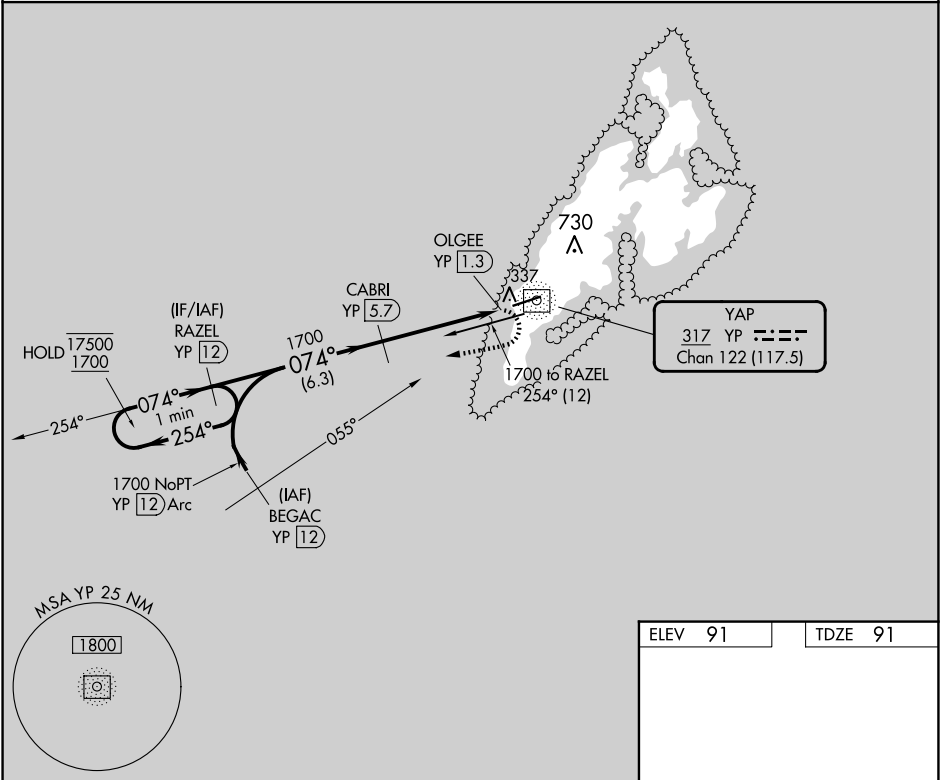 730
OLGEE
YP 1.3
337
CABRI
YP 5.7
(IF/IAF)
RAZEL
YP 12
HOLD 17500
1700
1700
074°
(6.3)
YAP
317 YP
Chan 122 (117.5)
1700 to RAZEL
254° (12)
074°
1 min
254°
254°
055°
1700 NoPT
YP 12 Arc
(IAF)
BEGAC
YP 12
MSA YP 25 NM
1800
ELEV 91
TDZE 91